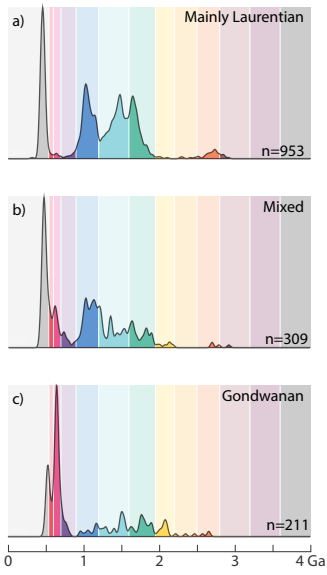 a)
Mainly Laurentian
n=953
b)
Mixed
n=309
c)
Gondwanan
n=211
0 1 2 3 4 Ga